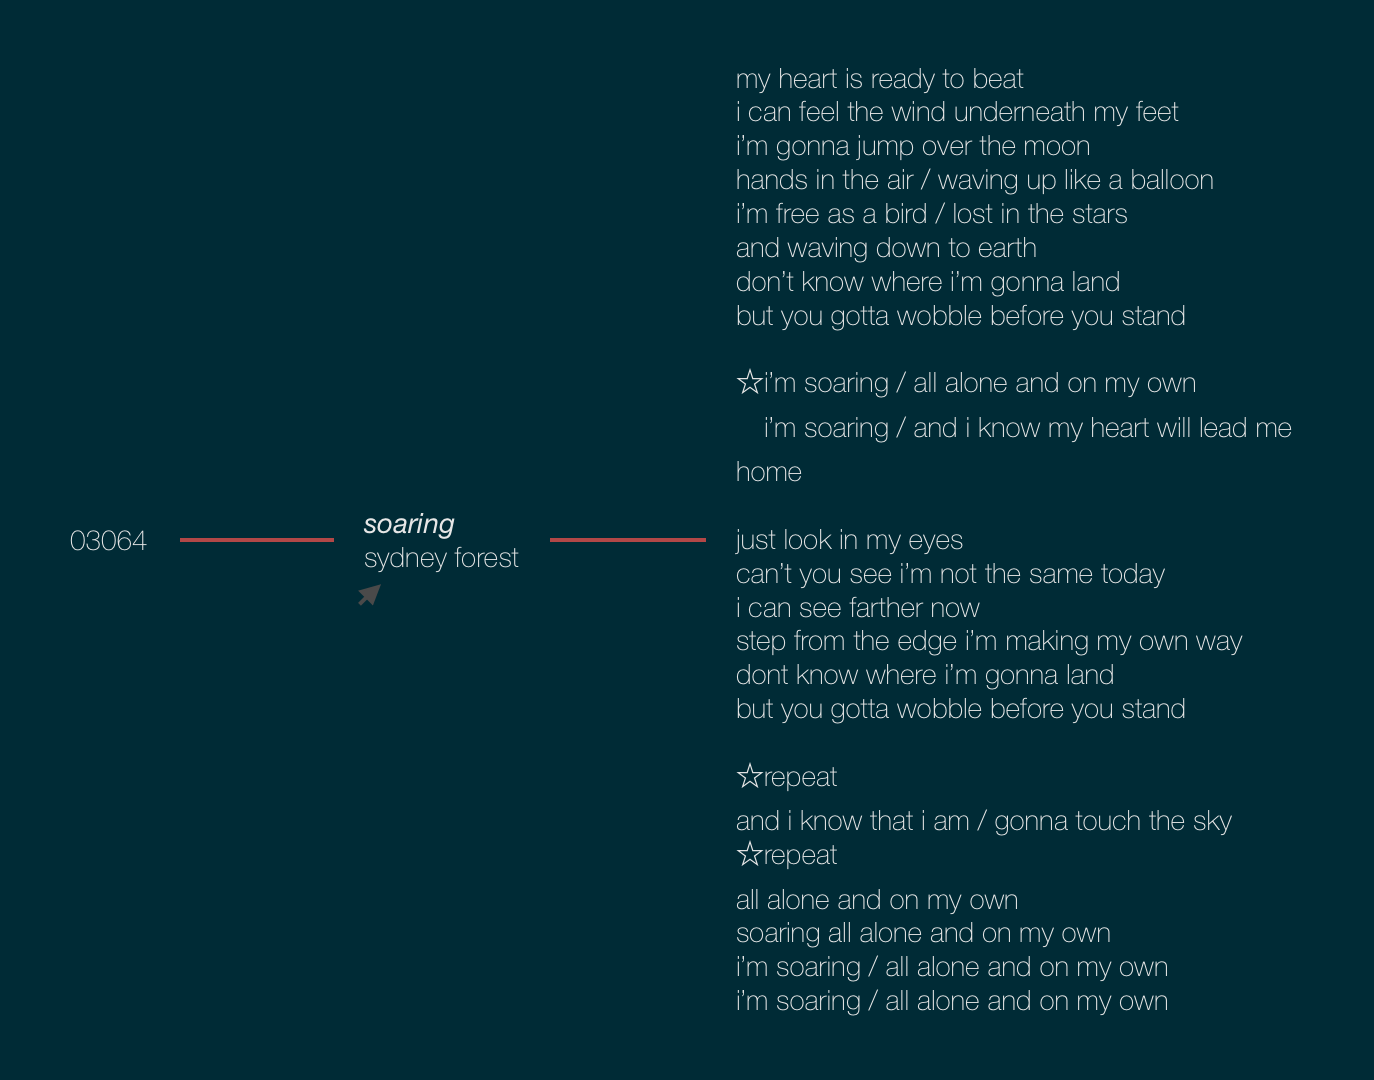 03064
soaring
sydney forest
my heart is ready to beat
i can feel the wind underneath my feet
i'm gonna jump over the moon
hands in the air / waving up like a balloon
i'm free as a bird / lost in the stars
and waving down to earth
don't know where i'm gonna land
but you gotta wobble before you stand
☆i'm soaring / all alone and on my own
i'm soaring / and i know my heart will lead me
home
just look in my eyes
can't you see i'm not the same today
i can see farther now
step from the edge i'm making my own way
dont know where i'm gonna land
but you gotta wobble before you stand
☆repeat
and i know that i am / gonna touch the sky
☆repeat
all alone and on my own
soaring all alone and on my own
i'm soaring / all alone and on my own
i'm soaring / all alone and on my own